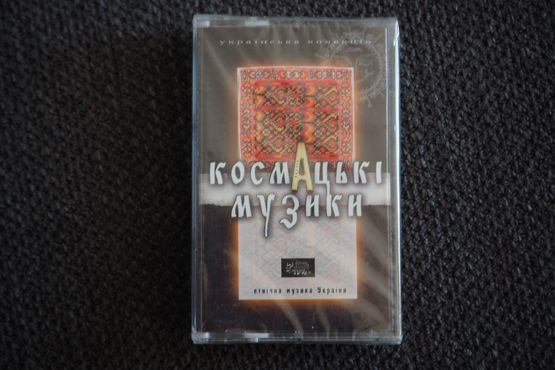 українська колекція
космАцькі
музики
етнічна музика України